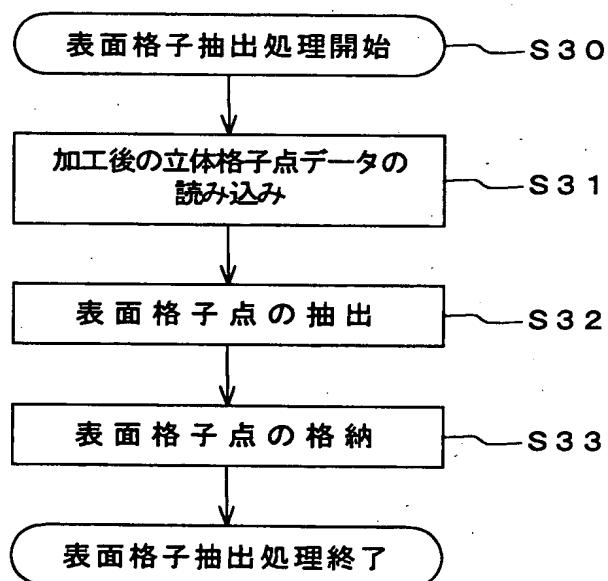 表面格子抽出処理開始
S30
加工後の立体格子点データの
読み込み
S31
表面格子点の抽出
S32
表面格子点の格納
S33
表面格子抽出処理終了